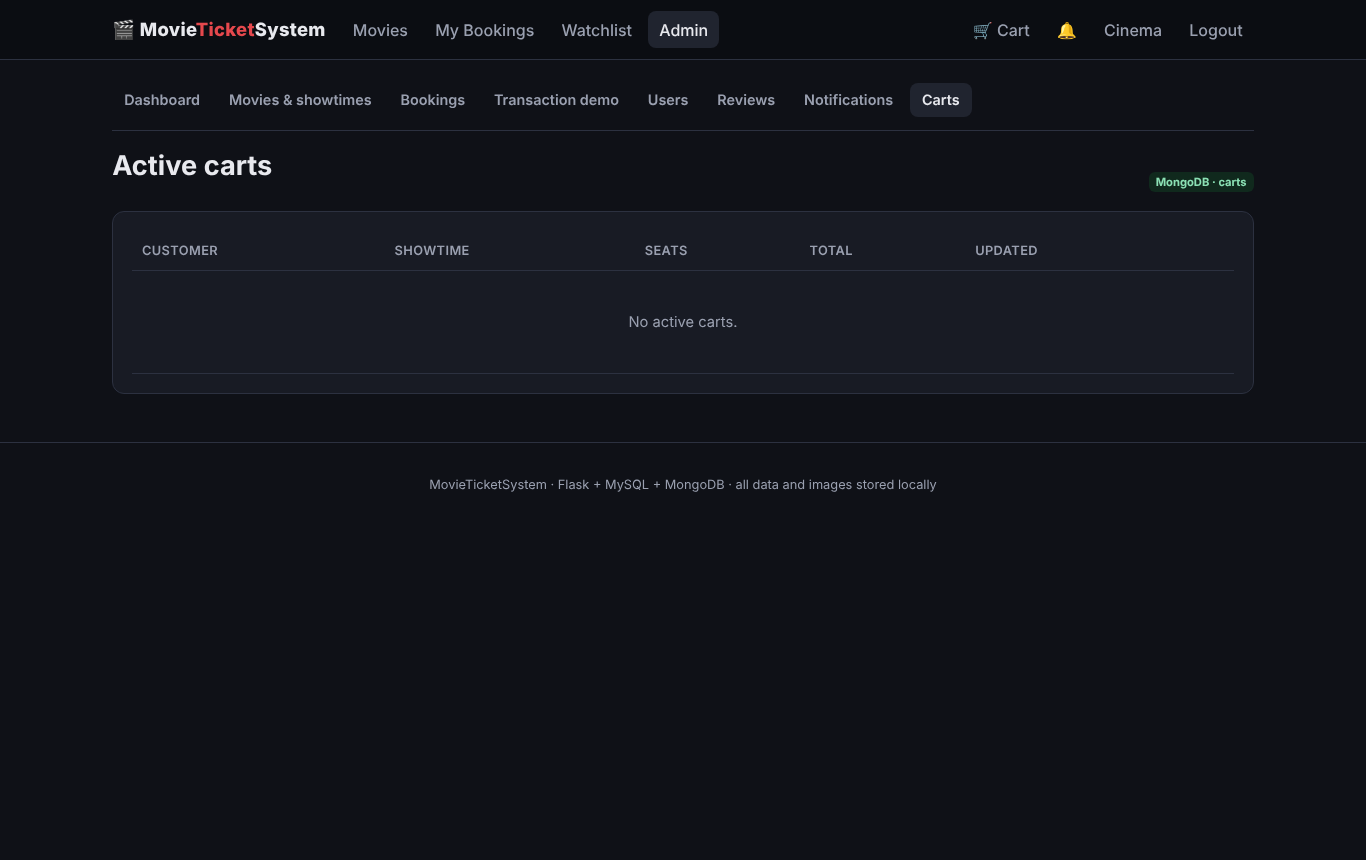 🎬 MovieTicketSystem Movies My Bookings Watchlist Admin 🛒 Cart 🔔 Cinema Logout
Dashboard Movies & showtimes Bookings Transaction demo Users Reviews Notifications Carts
Active carts
MongoDB · carts
CUSTOMER SHOWTIME SEATS TOTAL UPDATED
No active carts.
MovieTicketSystem · Flask + MySQL + MongoDB · all data and images stored locally